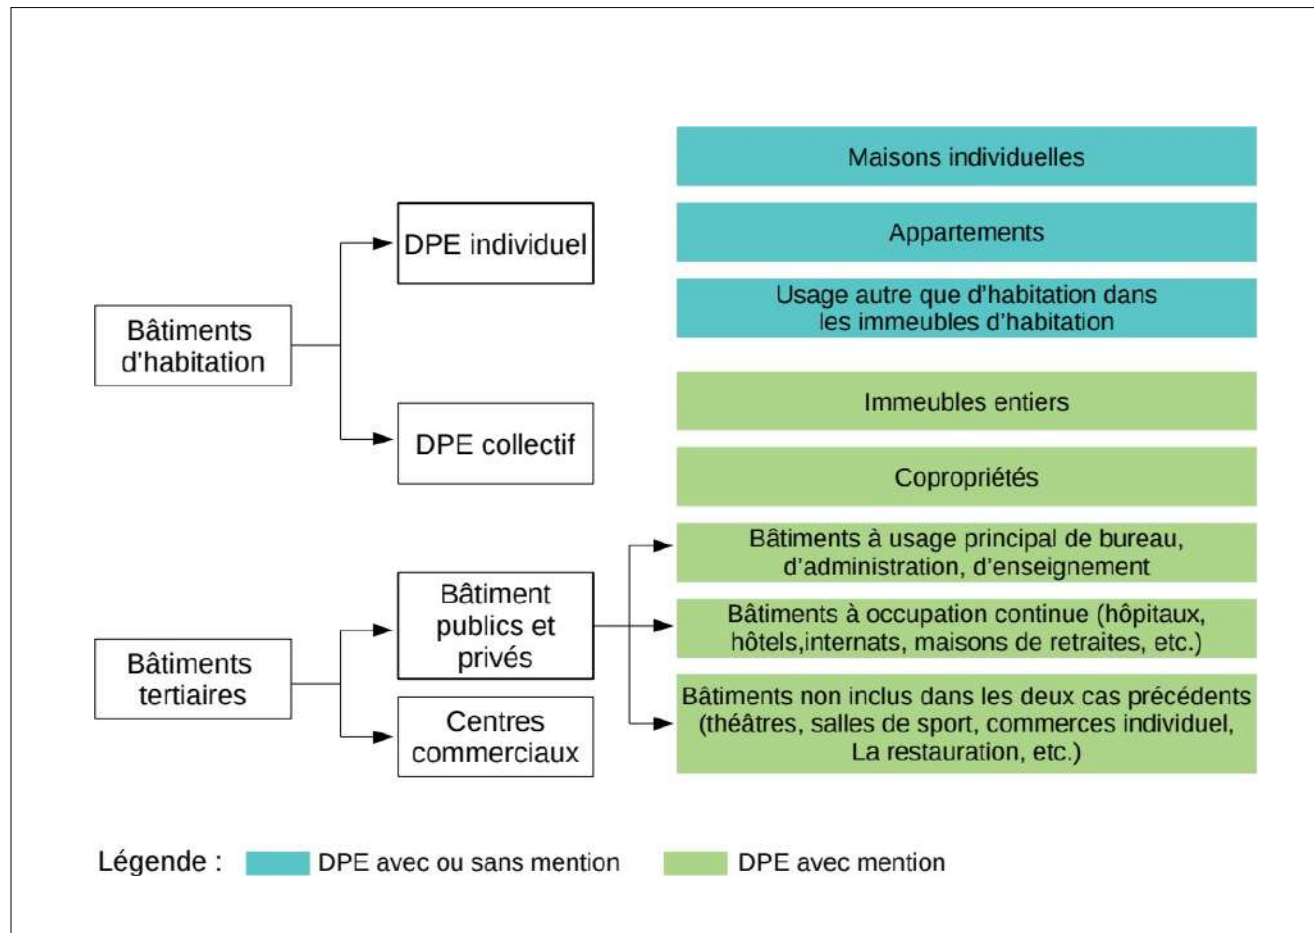 Maisons individuelles
DPE individuel
Appartements
Usage autre que d'habitation dans
les immeubles d'habitation
Bâtiments
d'habitation
Immeubles entiers
DPE collectif
Copropriétés
Bâtiments à usage principal de bureau,
d'administration, d'enseignement
Bâtiment
publics et
privés
Bâtiments à occupation continue (hôpitaux,
hôtels,internats, maisons de retraites, etc.)
Bâtiments
tertiaires
Centres
commerciaux
Bâtiments non inclus dans les deux cas précédents
(théâtres, salles de sport, commerces individuel,
La restauration, etc.)
Légende :
DPE avec ou sans mention
DPE avec mention